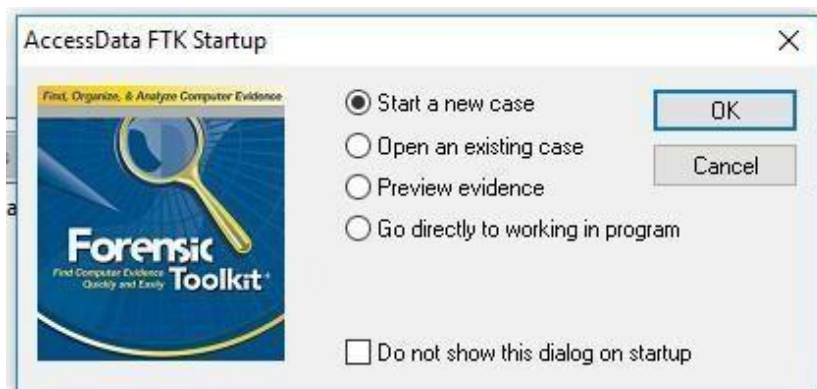 AccessData FTK Startup
Find, Organize, & Analyze Computer Evidence
Forensic
Find Computer Evidence
Quickly and Easily
Toolkit
Start a new case
Open an existing case
Preview evidence
Go directly to working in program
Do not show this dialog on startup
OK
Cancel